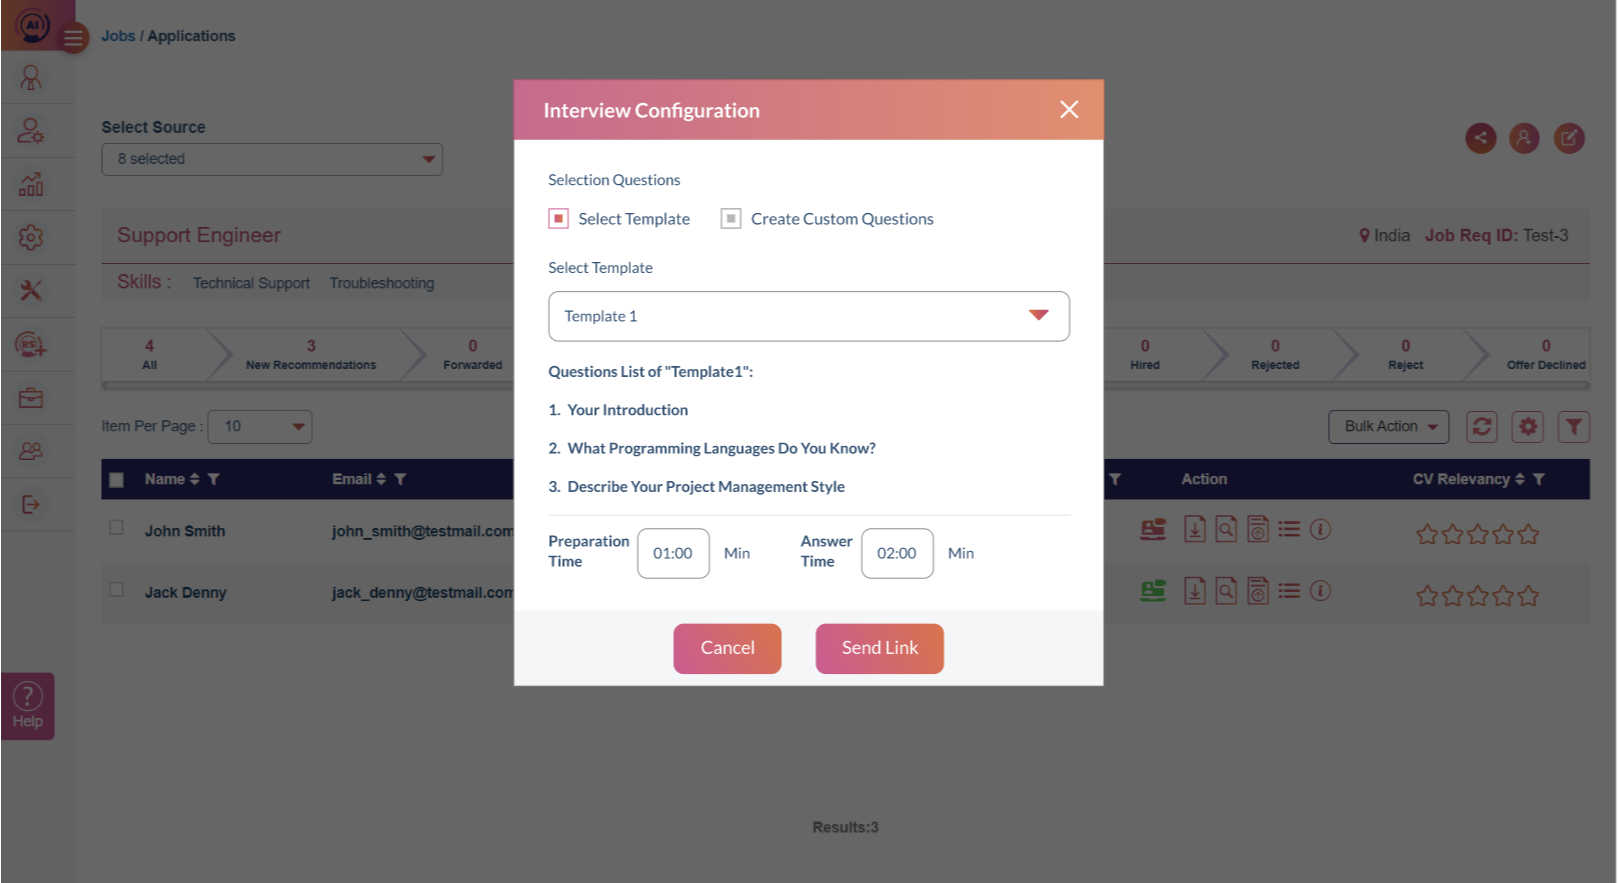 AI
Jobs / Applications
Interview Configuration
Select Source
8 selected
Selection Questions
Select Template Create Custom Questions
Support Engineer
India Job Req ID: Test-3
Select Template
Skills : Technical Support Troubleshooting
Template 1
4 3 0 0 0 0 0
All New Recommendations Forwarded Hired Rejected Reject Offer Declined
RS
Questions List of "Template1":
1. Your Introduction
Item Per Page : 10
Bulk Action
2. What Programming Languages Do You Know?
Name Email Action CV Relevancy
3. Describe Your Project Management Style
John Smith john_smith@testmail.com
Preparation Time 01:00 Min Answer Time 02:00 Min
Jack Denny jack_denny@testmail.com
Cancel Send Link
?
Help
Results:3